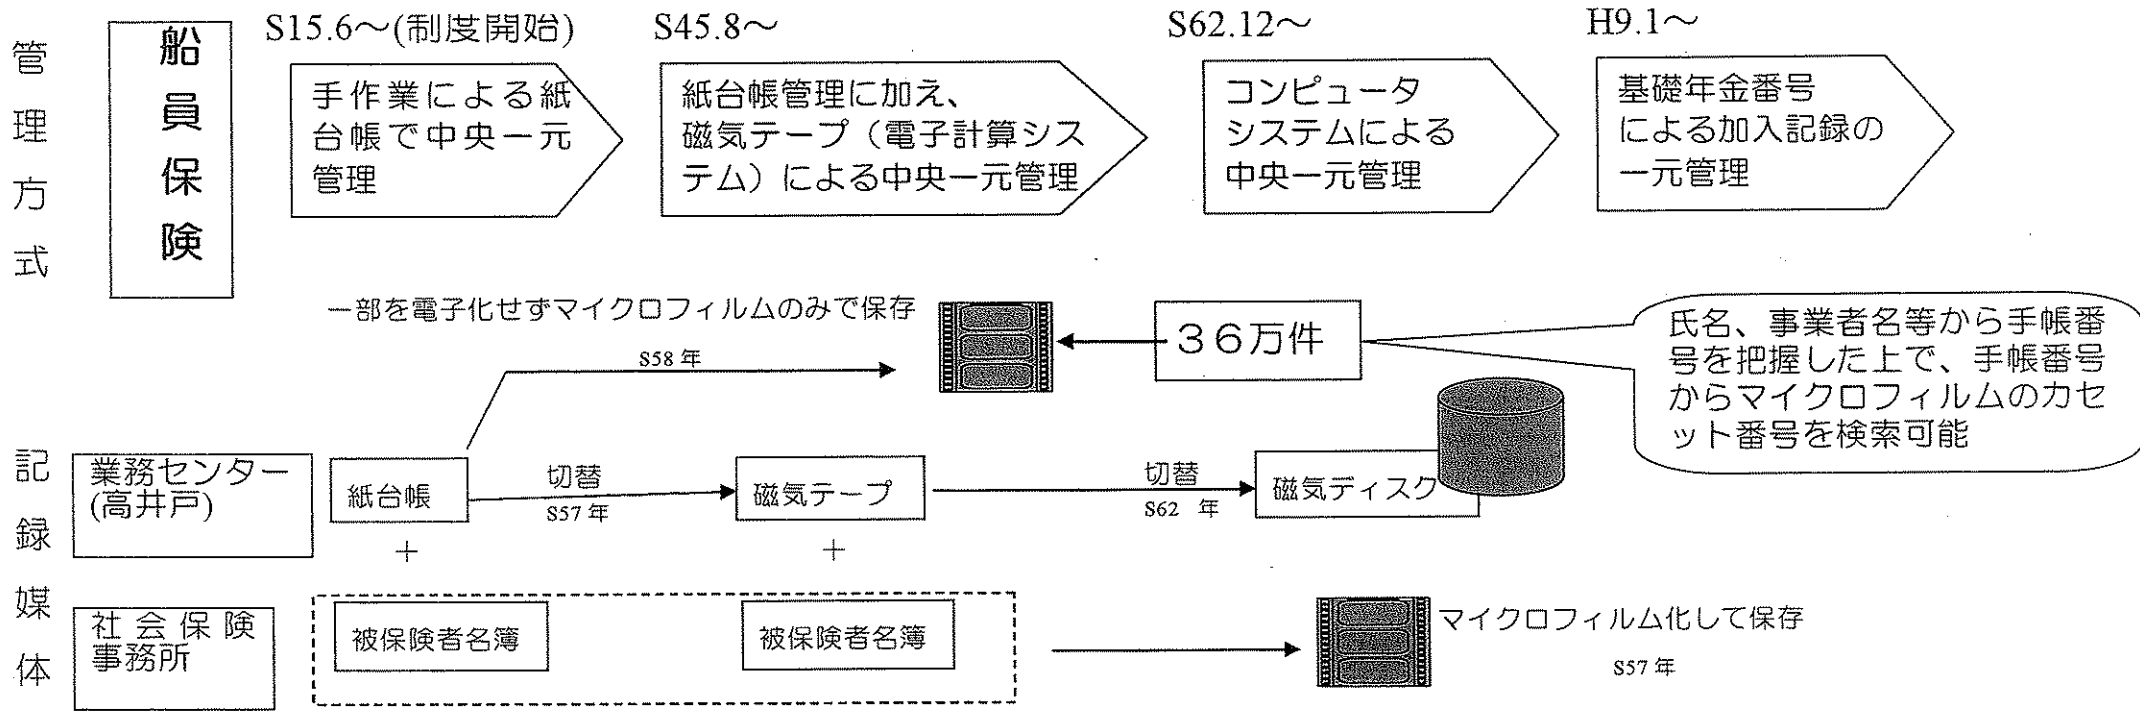 管理方式
船員保険
S15.6～(制度開始)
手作業による紙
台帳で中央一元
管理
S45.8～
紙台帳管理に加え、
磁気テープ（電子計算シス
テム）による中央一元管理
S62.12～
コンピュータ
システムによる
中央一元管理
H9.1～
基礎年金番号
による加入記録の
一元管理
一部を電子化せずマイクロフィルムのみで保存
S58 年
３６万件
氏名、事業者名等から手帳番
号を把握した上で、手帳番号
からマイクロフィルムのカセ
ット番号を検索可能
記録媒体
業務センター
(高井戸)
紙台帳
切替
S57 年
磁気テープ
切替
S62 年
磁気ディスク
＋
＋
社会保険
事務所
被保険者名簿
被保険者名簿
マイクロフィルム化して保存
S57 年